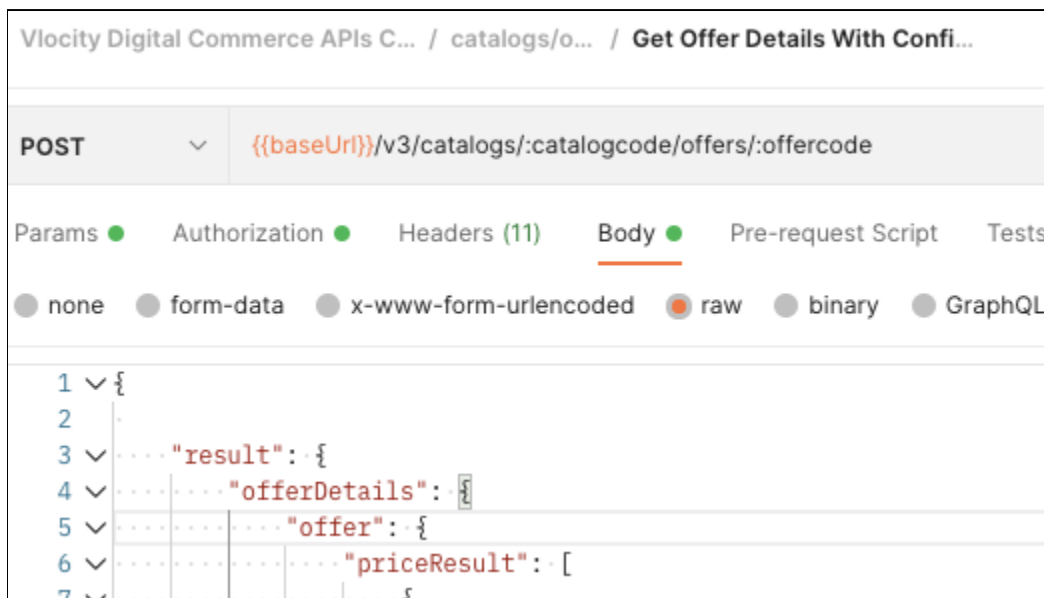 Vlocity Digital Commerce APIs C... / catalogs/o... / Get Offer Details With Confi...
POST {{baseUrl}}/v3/catalogs/:catalogcode/offers/:offercode
Params Authorization Headers (11) Body Pre-request Script Tests
none form-data x-www-form-urlencoded raw binary GraphQL
1 {
2
3 "result": {
4 "offerDetails": {
5 "offer": {
6 "priceResult": [
7 {